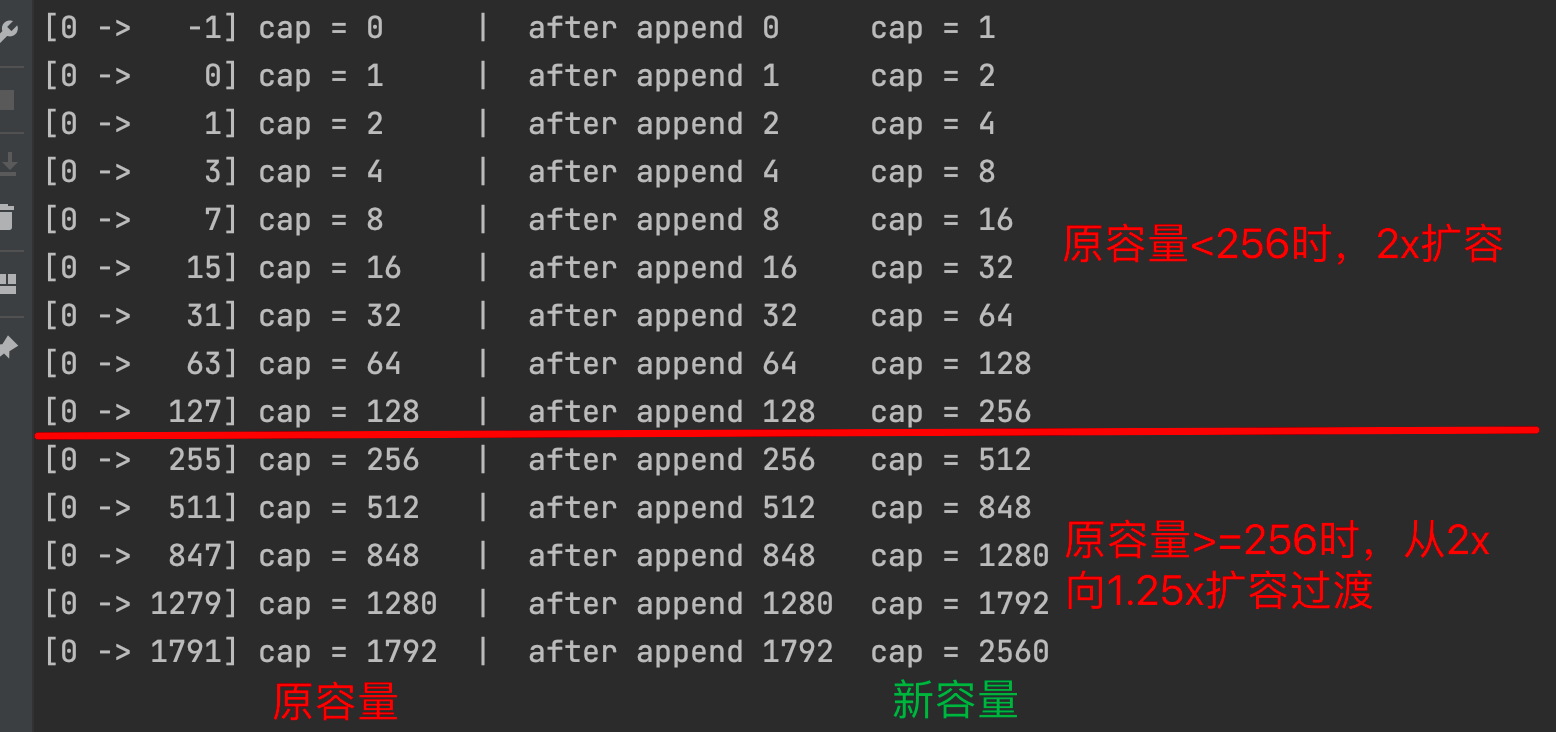 [0 ->   -1] cap = 0     |  after append 0     cap = 1
[0 ->    0] cap = 1     |  after append 1     cap = 2
[0 ->    1] cap = 2     |  after append 2     cap = 4
[0 ->    3] cap = 4     |  after append 4     cap = 8
[0 ->    7] cap = 8     |  after append 8     cap = 16
原容量<256时，2x扩容
[0 ->   15] cap = 16    |  after append 16    cap = 32
[0 ->   31] cap = 32    |  after append 32    cap = 64
[0 ->   63] cap = 64    |  after append 64    cap = 128
[0 ->  127] cap = 128   |  after append 128   cap = 256
[0 ->  255] cap = 256   |  after append 256   cap = 512
[0 ->  511] cap = 512   |  after append 512   cap = 848
[0 ->  847] cap = 848   |  after append 848   cap = 1280
原容量>=256时，从2x
向1.25x扩容过渡
[0 -> 1279] cap = 1280  |  after append 1280  cap = 1792
[0 -> 1791] cap = 1792  |  after append 1792  cap = 2560
原容量
新容量